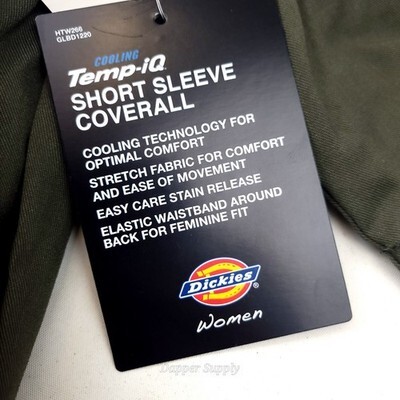 HTW266
GLBD1220
COOLING
Temp-iQ
SHORT SLEEVE
COVERALL
COOLING TECHNOLOGY FOR
OPTIMAL COMFORT
STRETCH FABRIC FOR COMFORT
AND EASE OF MOVEMENT
EASY CARE STAIN RELEASE
ELASTIC WAISTBAND AROUND
BACK FOR FEMININE FIT
Dickies®
Women
Dapper Supply